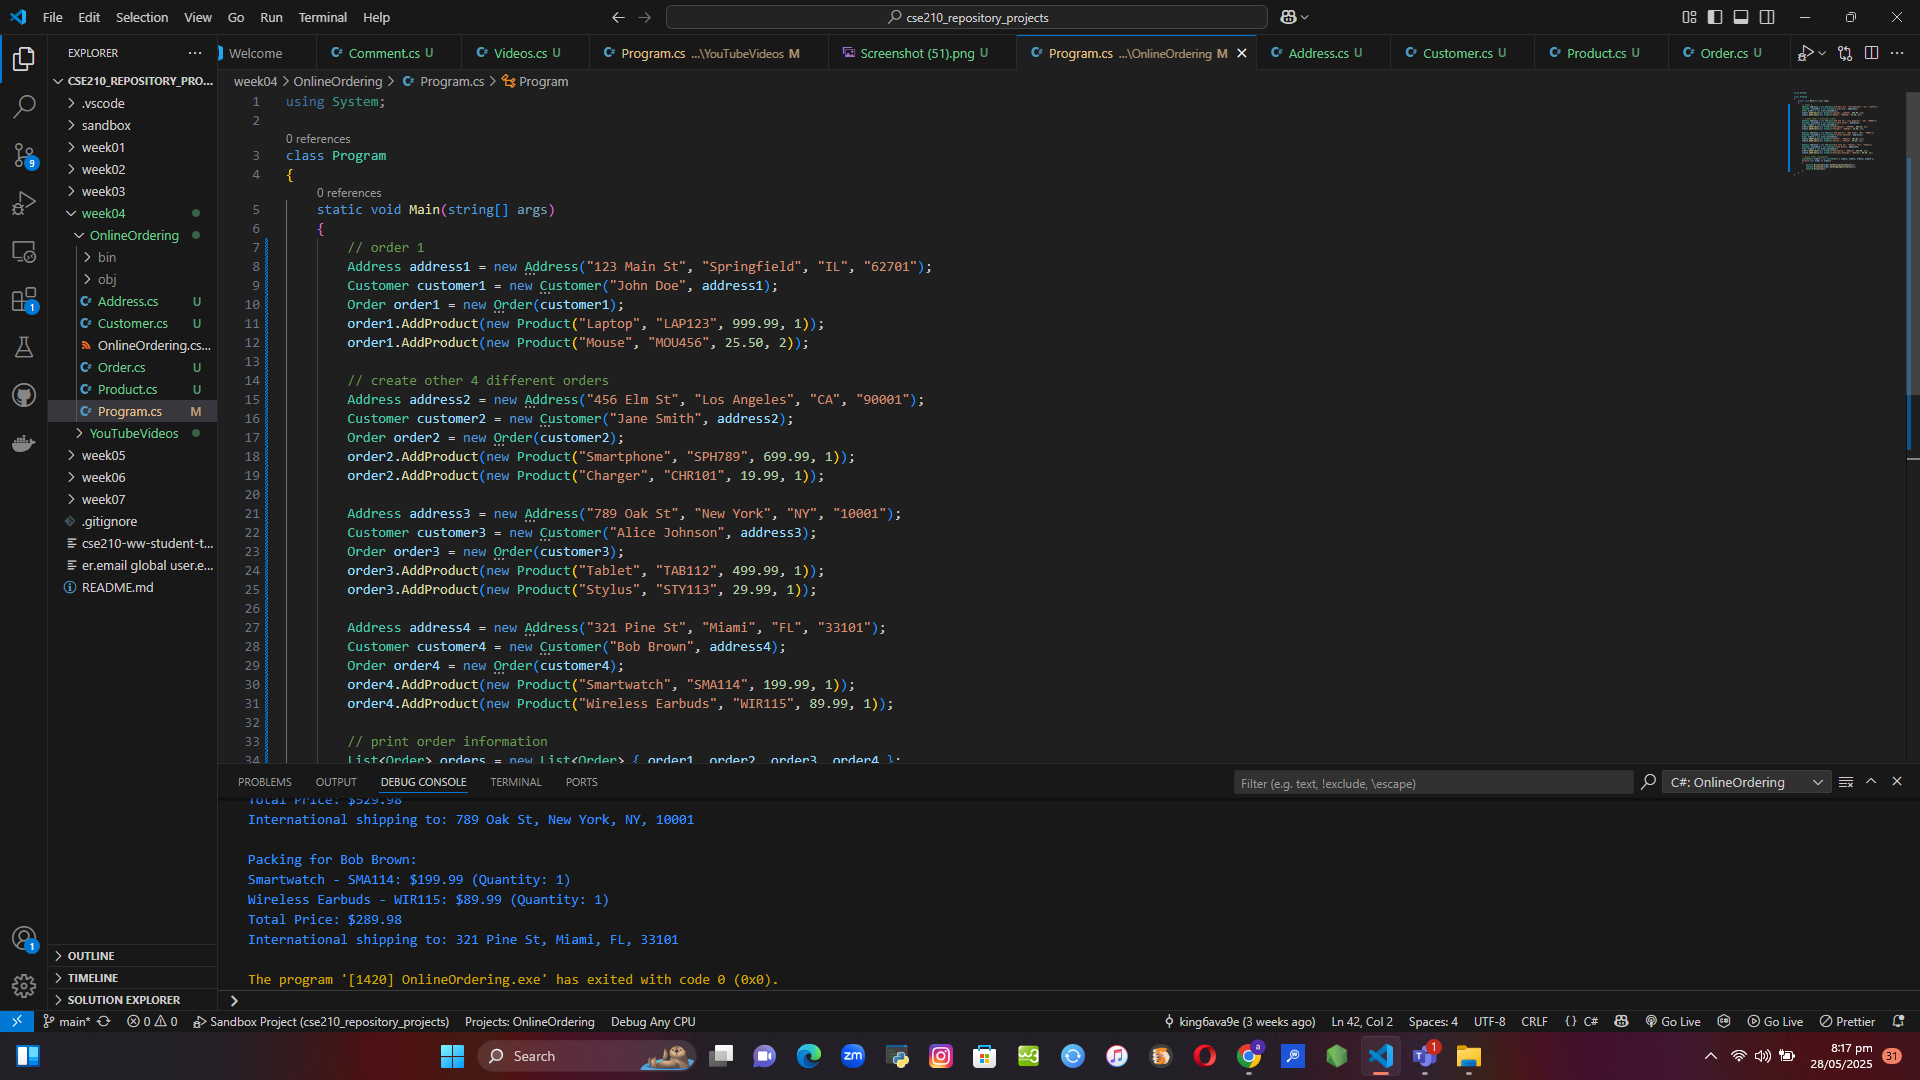 File Edit Selection View Go Run Terminal Help
cse210_repository_projects
EXPLORER
Welcome
Comment.cs U
Videos.cs U
Program.cs ...\YouTubeVideos M
Screenshot (51).png U
Program.cs ...\OnlineOrdering M
Address.cs U
Customer.cs U
Product.cs U
Order.cs U
week04 > OnlineOrdering > Program.cs > Program
CSE210_REPOSITORY_PRO...
.vscode
sandbox
week01
week02
week03
week04
OnlineOrdering
bin
obj
Address.cs U
Customer.cs U
OnlineOrdering.cs...
Order.cs U
Product.cs U
Program.cs M
YouTubeVideos
week05
week06
week07
.gitignore
cse210-ww-student-t...
er.email global user.e...
README.md
OUTLINE
TIMELINE
SOLUTION EXPLORER
9
1
1
1 using System;
2
0 references
3 class Program
4 {
0 references
5 static void Main(string[] args)
6 {
7 // order 1
8 Address address1 = new Address("123 Main St", "Springfield", "IL", "62701");
9 Customer customer1 = new Customer("John Doe", address1);
10 Order order1 = new Order(customer1);
11 order1.AddProduct(new Product("Laptop", "LAP123", 999.99, 1));
12 order1.AddProduct(new Product("Mouse", "MOU456", 25.50, 2));
13
14 // create other 4 different orders
15 Address address2 = new Address("456 Elm St", "Los Angeles", "CA", "90001");
16 Customer customer2 = new Customer("Jane Smith", address2);
17 Order order2 = new Order(customer2);
18 order2.AddProduct(new Product("Smartphone", "SPH789", 699.99, 1));
19 order2.AddProduct(new Product("Charger", "CHR101", 19.99, 1));
20
21 Address address3 = new Address("789 Oak St", "New York", "NY", "10001");
22 Customer customer3 = new Customer("Alice Johnson", address3);
23 Order order3 = new Order(customer3);
24 order3.AddProduct(new Product("Tablet", "TAB112", 499.99, 1));
25 order3.AddProduct(new Product("Stylus", "STY113", 29.99, 1));
26
27 Address address4 = new Address("321 Pine St", "Miami", "FL", "33101");
28 Customer customer4 = new Customer("Bob Brown", address4);
29 Order order4 = new Order(customer4);
30 order4.AddProduct(new Product("Smartwatch", "SMA114", 199.99, 1));
31 order4.AddProduct(new Product("Wireless Earbuds", "WIR115", 89.99, 1));
32
33 // print order information
34 List<Order> orders = new List<Order> { order1, order2, order3, order4 };
PROBLEMS OUTPUT DEBUG CONSOLE TERMINAL PORTS
Filter (e.g. text, !exclude, \escape)
C#: OnlineOrdering
Total Price: $529.98
International shipping to: 789 Oak St, New York, NY, 10001
Packing for Bob Brown:
Smartwatch - SMA114: $199.99 (Quantity: 1)
Wireless Earbuds - WIR115: $89.99 (Quantity: 1)
Total Price: $289.98
International shipping to: 321 Pine St, Miami, FL, 33101
The program '[1420] OnlineOrdering.exe' has exited with code 0 (0x0).
main* 0 0 Sandbox Project (cse210_repository_projects) Projects: OnlineOrdering Debug Any CPU
king6ava9e (3 weeks ago) Ln 42, Col 2 Spaces: 4 UTF-8 CRLF {} C# Go Live Go Live Prettier
Search
zm
1
8:17 pm
28/05/2025
31